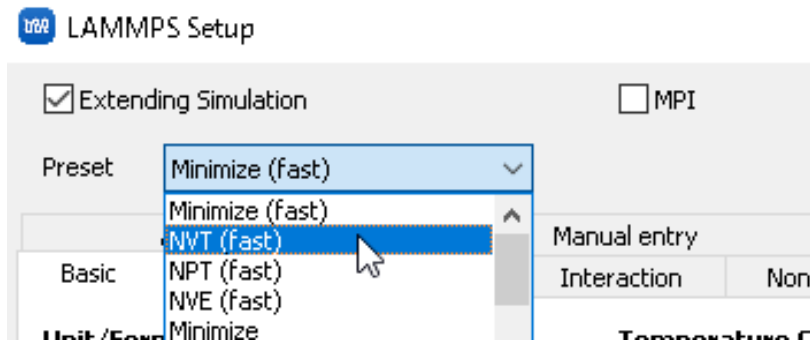 LAMMPS Setup
Extending Simulation
MPI
Preset
Minimize (fast)
Minimize (fast)
NVT (fast)
Manual entry
Basic
NPT (fast)
Interaction
Non
NVE (fast)
Minimize